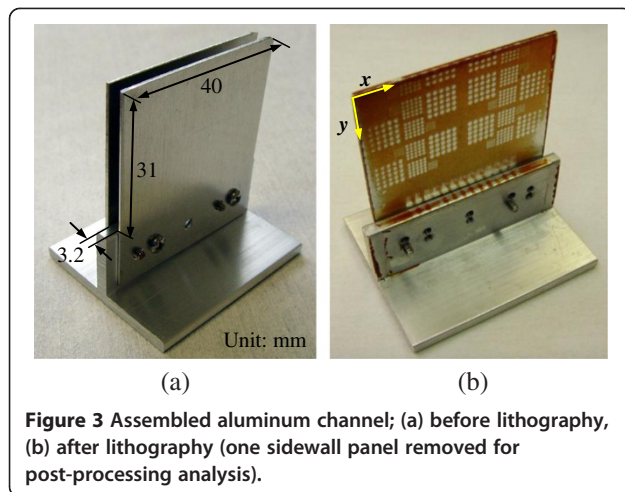 40
31
3.2
Unit: mm
x
y
(a)
(b)
Figure 3 Assembled aluminum channel; (a) before lithography,
(b) after lithography (one sidewall panel removed for
post-processing analysis).